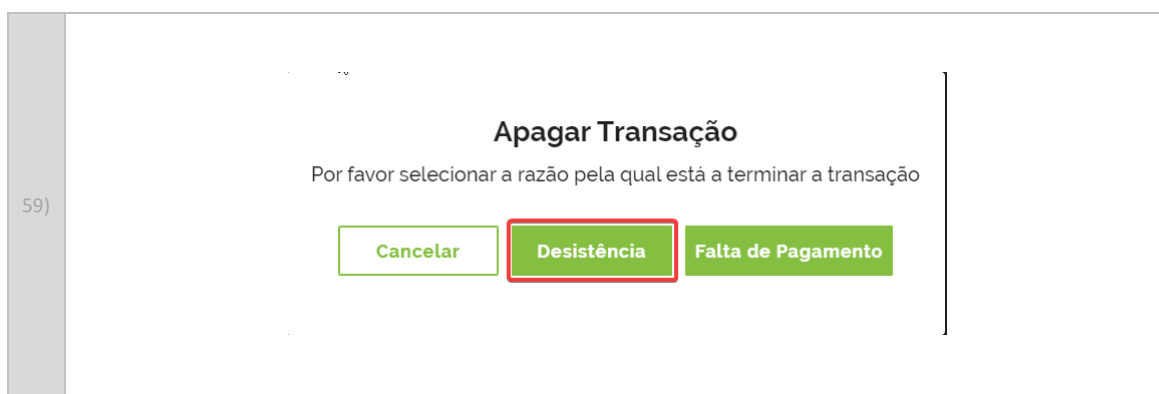 Apagar Transação
Por favor selecionar a razão pela qual está a terminar a transação
59)
Cancelar Desistência Falta de Pagamento